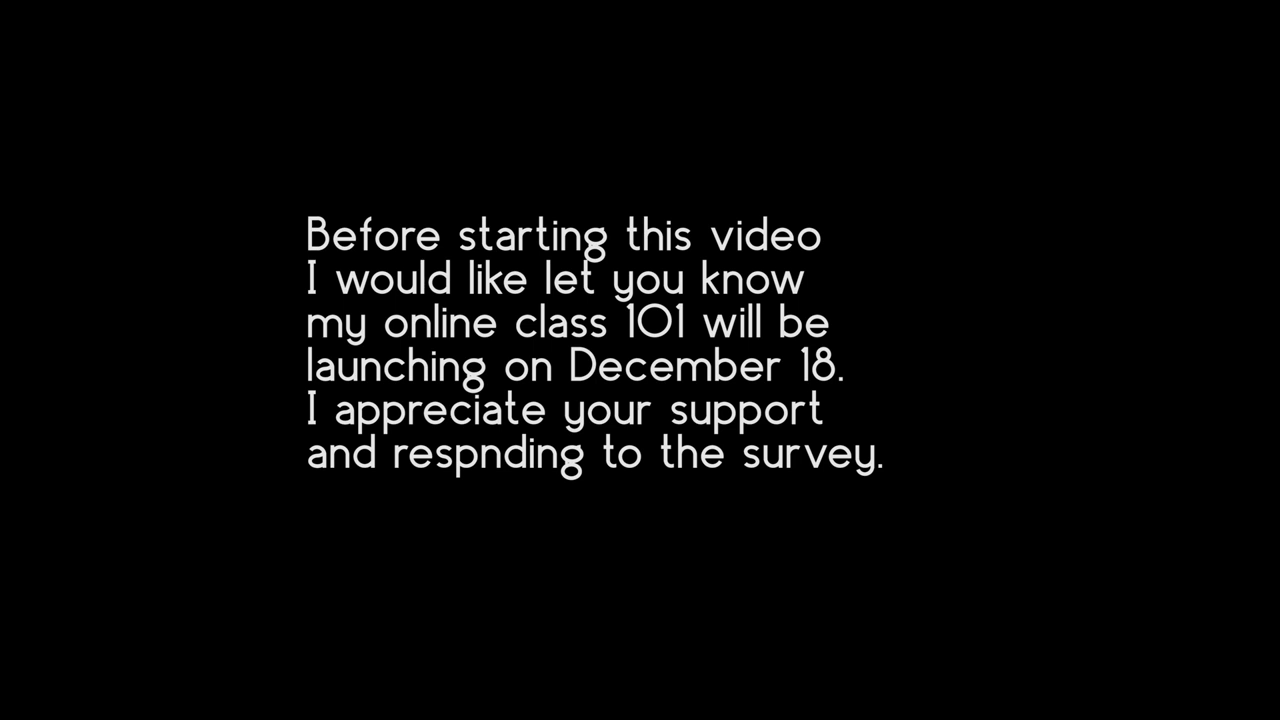 Before starting this video
I would like let you know
my online class 101 will be
launching on December 18.
I appreciate your support
and respnding to the survey.